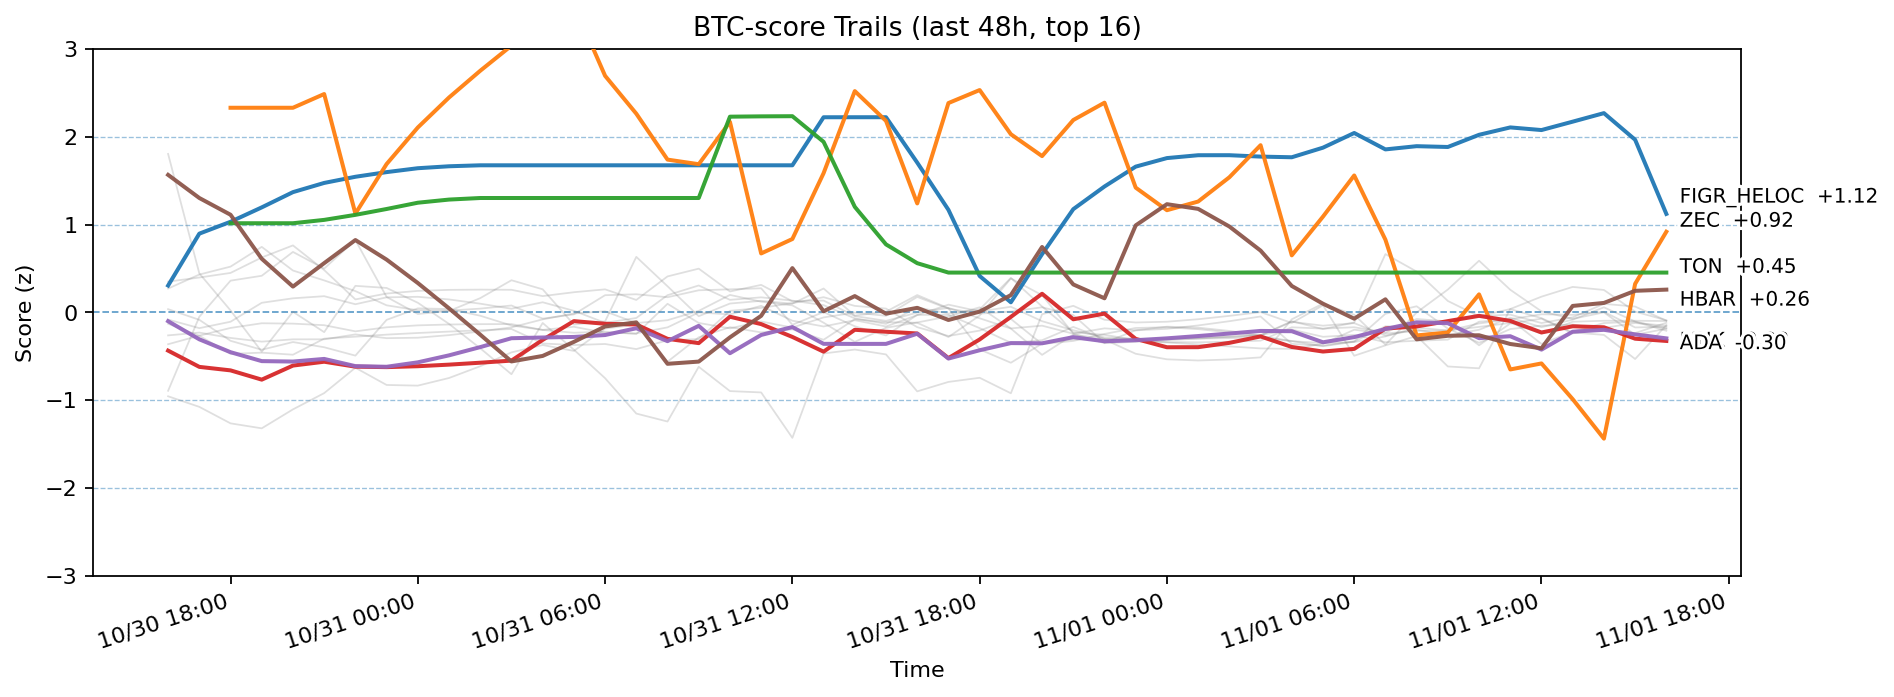 BTC-score Trails (last 48h, top 16)
Score (z)
3
2
1
0
−1
−2
−3
FIGR_HELOC +1.12
ZEC +0.92
TON +0.45
HBAR +0.26
ADA -0.30
10/30 18:00
10/31 00:00
10/31 06:00
10/31 12:00
10/31 18:00
11/01 00:00
11/01 06:00
11/01 12:00
11/01 18:00
Time